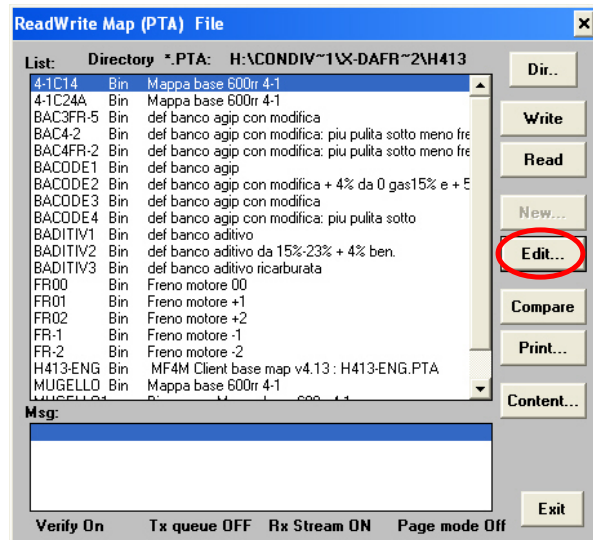 ReadWrite Map (PTA) File
List: Directory *.PTA: H:\CONDIV~1\X-DAFR~2\H413
Dir..
4-1C14 Bin Mappa base 600rr 4-1
4-1C24A Bin Mappa base 600rr 4-1
BAC3FR-5 Bin def banco agip con modifica
BAC4-2 Bin def banco agip con modifica: piu pulita sotto meno fre
BAC4FR-2 Bin def banco agip con modifica: piu pulita sotto meno fre
BACODE1 Bin def banco agip
BACODE2 Bin def banco agip con modifica + 4% da 0 gas15% e + 5
BACODE3 Bin def banco agip con modifica
BACODE4 Bin def banco agip con modifica: piu pulita sotto
BADITIV1 Bin def banco aditivo
BADITIV2 Bin def banco aditivo da 15%-23% + 4% ben.
BADITIV3 Bin def banco aditivo ricarburata
FR00 Bin Freno motore 00
FR01 Bin Freno motore +1
FR02 Bin Freno motore +2
FR-1 Bin Freno motore -1
FR-2 Bin Freno motore -2
H413-ENG Bin MF4M Client base map v4.13 : H413-ENG.PTA
MUGELLO Bin Mappa base 600rr 4-1
Write
Read
New...
Edit...
Compare
Print...
Content...
Msg:
Exit
Verify On Tx queue OFF Rx Stream ON Page mode Off